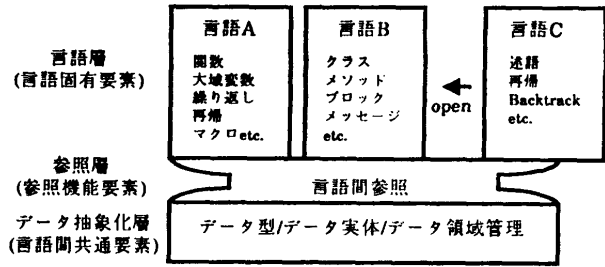 言語層
(言語固有要素)
言語A
関数
大域変数
繰り返し
再帰
マクロetc.
言語B
クラス
メソッド
ブロック
メッセージ
etc.
open
言語C
述語
再帰
Backtrack
etc.
参照層
(参照機能要素)
言語間参照
データ抽象化層
(言語間共通要素)
データ型/データ実体/データ領域管理